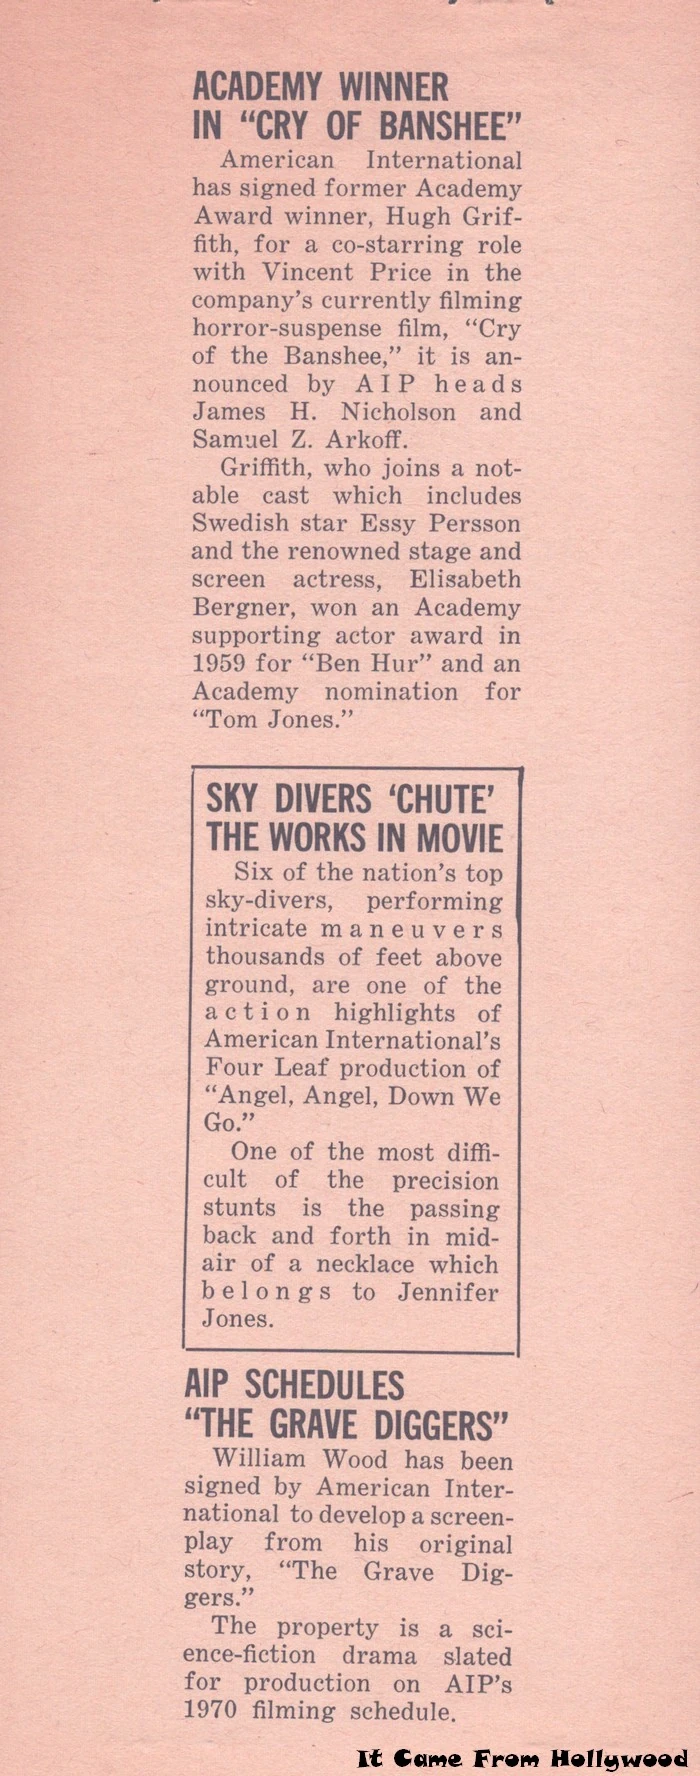 ACADEMY WINNER
IN “CRY OF BANSHEE”
American International
has signed former Academy
Award winner, Hugh Grif-
fith, for a co-starring role
with Vincent Price in the
company’s currently filming
horror-suspense film, “Cry
of the Banshee,” it is an-
nounced by AIP heads
James H. Nicholson and
Samuel Z. Arkoff.
Griffith, who joins a not-
able cast which includes
Swedish star Essy Persson
and the renowned stage and
screen actress, Elisabeth
Bergner, won an Academy
supporting actor award in
1959 for “Ben Hur” and an
Academy nomination for
“Tom Jones.”
SKY DIVERS ‘CHUTE’
THE WORKS IN MOVIE
Six of the nation’s top
sky-divers, performing
intricate maneuvers
thousands of feet above
ground, are one of the
action highlights of
American International’s
Four Leaf production of
“Angel, Angel, Down We
Go.”
One of the most diffi-
cult of the precision
stunts is the passing
back and forth in mid-
air of a necklace which
belongs to Jennifer
Jones.
AIP SCHEDULES
“THE GRAVE DIGGERS”
William Wood has been
signed by American Inter-
national to develop a screen-
play from his original
story, “The Grave Dig-
gers.”
The property is a sci-
ence-fiction drama slated
for production on AIP’s
1970 filming schedule.
It Came From Hollywood